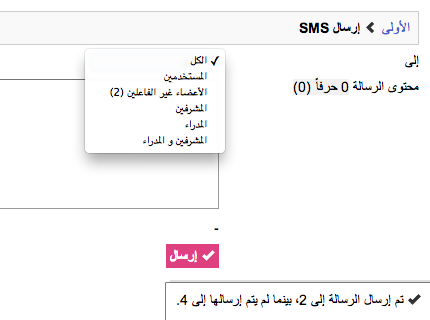 الأولى > إرسال SMS
إلى
الكل
المستخدمين
الأعضاء غير الفاعلين (2)
المشرفين
المدراء
المشرفين و المدراء
محتوى الرسالة 0 حرفاً (0)
-
إرسال
تم إرسال الرسالة إلى 2، بينما لم يتم إرسالها إلى 4.